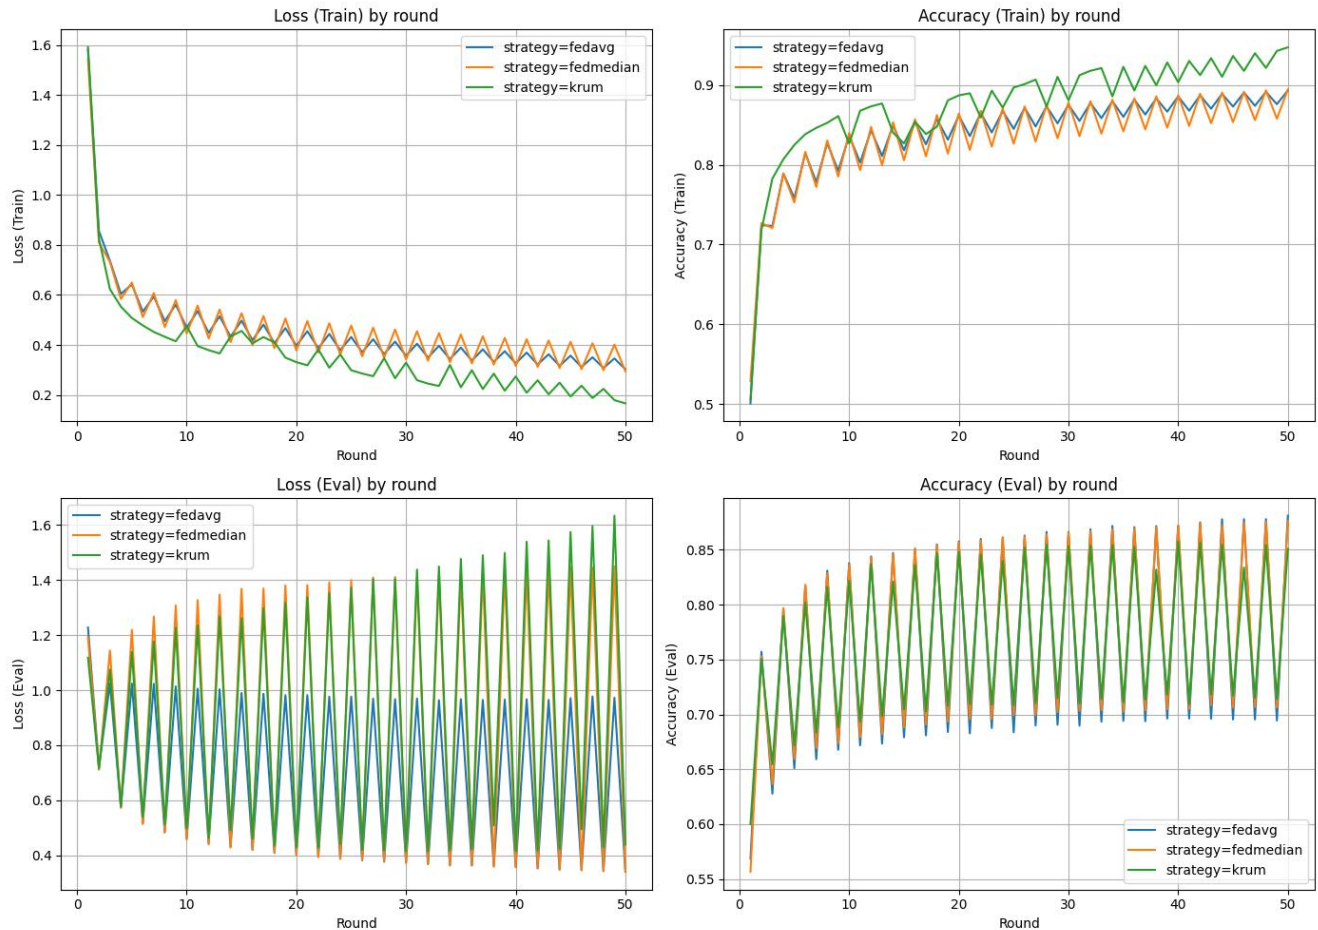 Loss (Train) by round
Loss (Train)
1.6
1.4
1.2
1.0
0.8
0.6
0.4
0.2
strategy=fedavg
strategy=fedmedian
strategy=krum
0 10 20 30 40 50
Round
Accuracy (Train) by round
Accuracy (Train)
0.9
0.8
0.7
0.6
0.5
strategy=fedavg
strategy=fedmedian
strategy=krum
0 10 20 30 40 50
Round
Loss (Eval) by round
Loss (Eval)
1.6
1.4
1.2
1.0
0.8
0.6
0.4
strategy=fedavg
strategy=fedmedian
strategy=krum
0 10 20 30 40 50
Round
Accuracy (Eval) by round
Accuracy (Eval)
0.85
0.80
0.75
0.70
0.65
0.60
0.55
strategy=fedavg
strategy=fedmedian
strategy=krum
0 10 20 30 40 50
Round